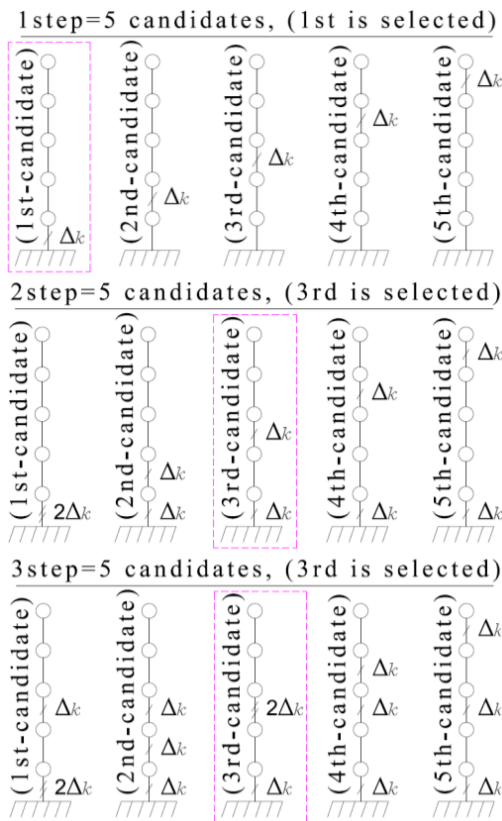 1step=5 candidates, (1st is selected)
(1st-candidate)
Δk
(2nd-candidate)
Δk
(3rd-candidate)
Δk
(4th-candidate)
Δk
(5th-candidate)
Δk
2step=5 candidates, (3rd is selected)
(1st-candidate)
2Δk
(2nd-candidate)
Δk
Δk
(3rd-candidate)
Δk
Δk
(4th-candidate)
Δk
Δk
(5th-candidate)
Δk
Δk
3step=5 candidates, (3rd is selected)
(1st-candidate)
Δk
2Δk
(2nd-candidate)
Δk
Δk
Δk
(3rd-candidate)
2Δk
Δk
(4th-candidate)
Δk
Δk
Δk
(5th-candidate)
Δk
Δk
Δk